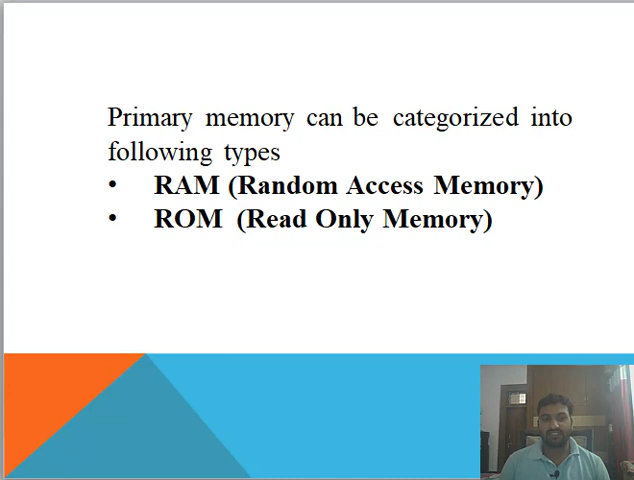 Primary memory can be categorized into
following types
• RAM (Random Access Memory)
• ROM (Read Only Memory)